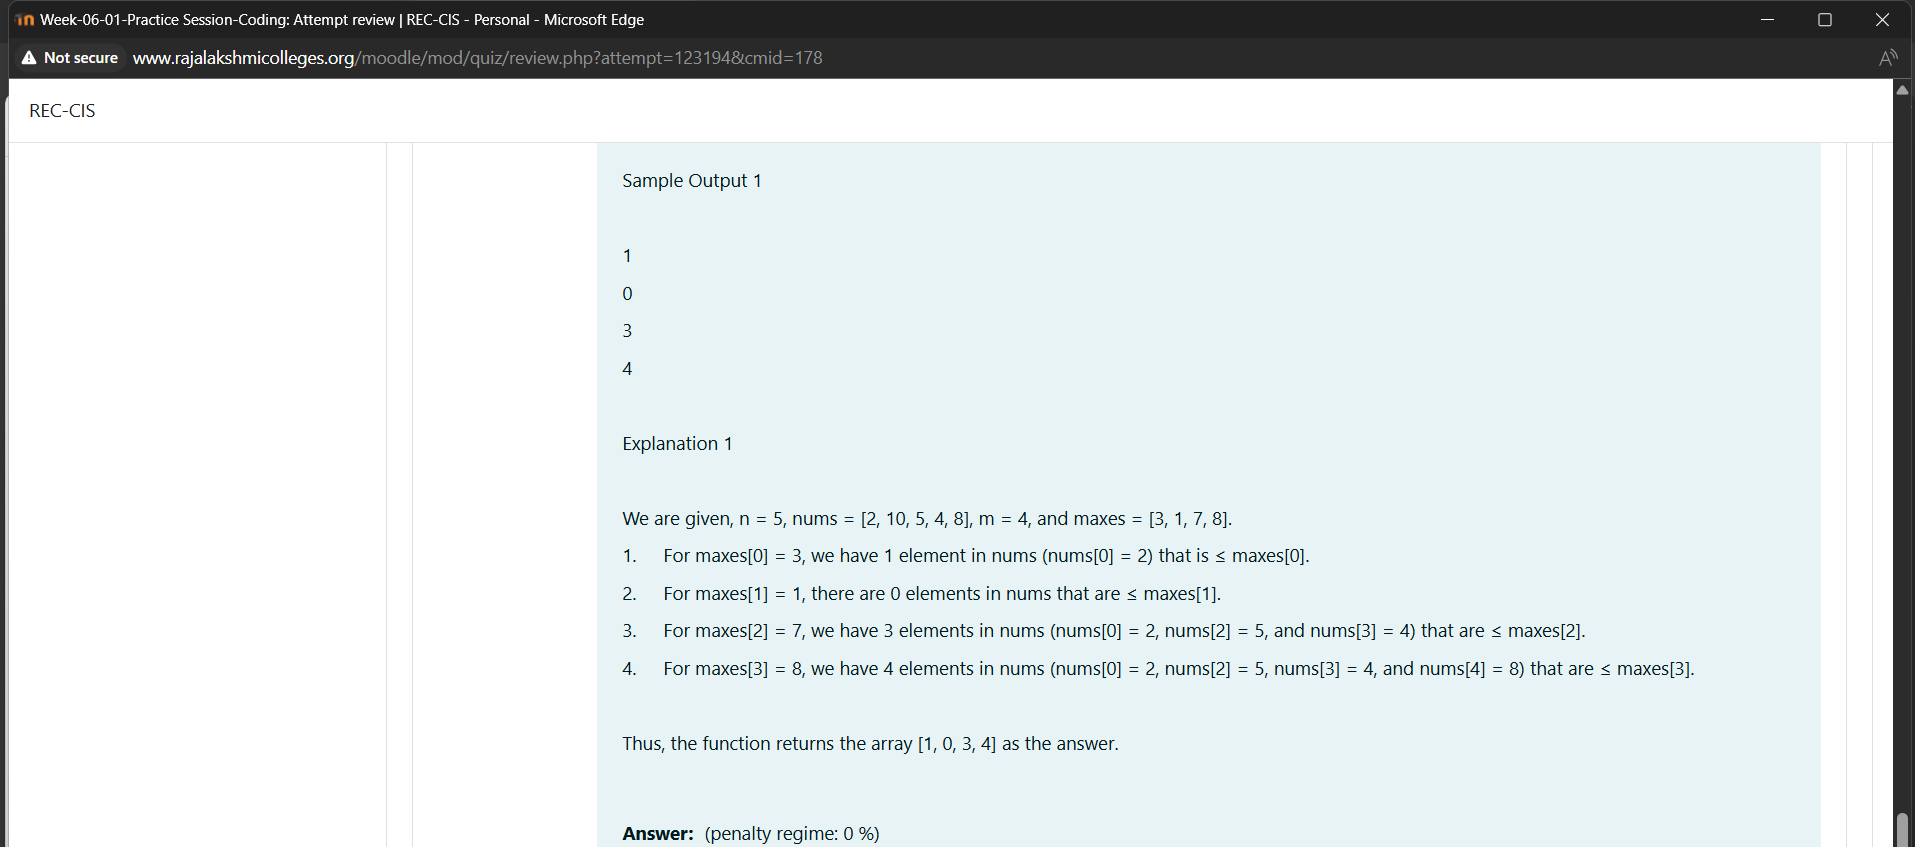 Week-06-01-Practice Session-Coding: Attempt review | REC-CIS - Personal - Microsoft Edge
Not secure www.rajalakshmicolleges.org/moodle/mod/quiz/review.php?attempt=123194&cmid=178
REC-CIS
Sample Output 1
1
0
3
4
Explanation 1
We are given, n = 5, nums = [2, 10, 5, 4, 8], m = 4, and maxes = [3, 1, 7, 8].
1. For maxes[0] = 3, we have 1 element in nums (nums[0] = 2) that is ≤ maxes[0].
2. For maxes[1] = 1, there are 0 elements in nums that are ≤ maxes[1].
3. For maxes[2] = 7, we have 3 elements in nums (nums[0] = 2, nums[2] = 5, and nums[3] = 4) that are ≤ maxes[2].
4. For maxes[3] = 8, we have 4 elements in nums (nums[0] = 2, nums[2] = 5, nums[3] = 4, and nums[4] = 8) that are ≤ maxes[3].
Thus, the function returns the array [1, 0, 3, 4] as the answer.
Answer: (penalty regime: 0 %)